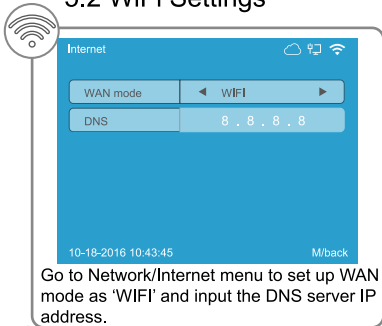 5.2 WIFI Settings
Internet
WAN mode ◀ WIFI ▶
DNS 8 . 8 . 8 . 8
10-18-2016 10:43:45 M/back
Go to Network/Internet menu to set up WAN
mode as ‘WIFI’ and input the DNS server IP
address.